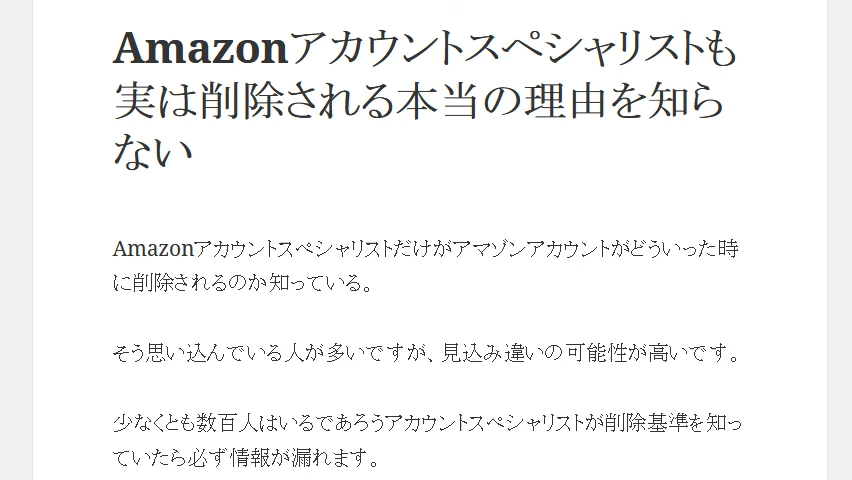 Amazonアカウントスペシャリストも
実は削除される本当の理由を知ら
ない
Amazonアカウントスペシャリストだけがアマゾンアカウントがどういった時
に削除されるのか知っている。
そう思い込んでいる人が多いですが、見込み違いの可能性が高いです。
少なくとも数百人はいるであろうアカウントスペシャリストが削除基準を知っ
ていたら必ず情報が漏れます。